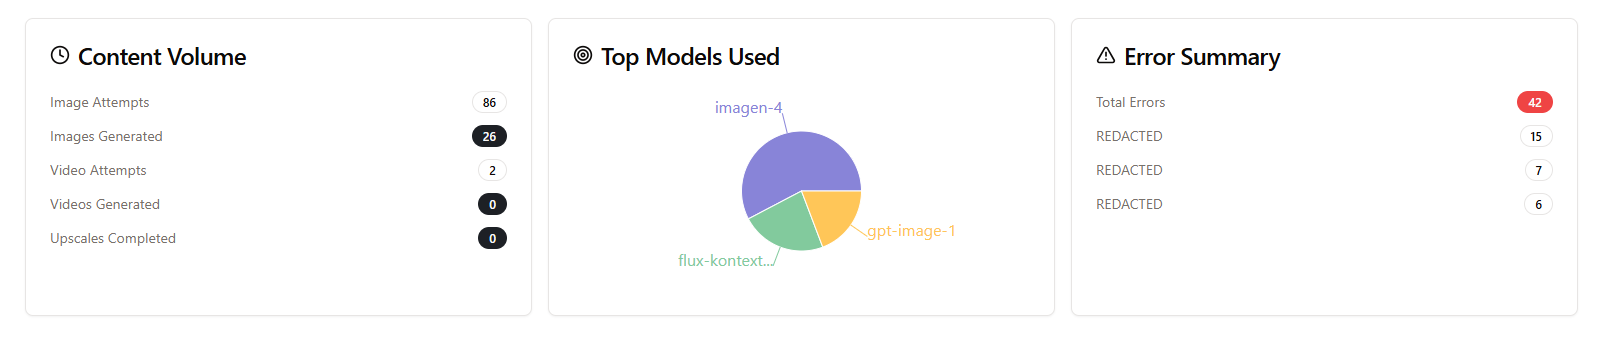 Content Volume
Image Attempts 86
Images Generated 26
Video Attempts 2
Videos Generated 0
Upscales Completed 0
Top Models Used
imagen-4
gpt-image-1
flux-kontext...
Error Summary
Total Errors 42
REDACTED 15
REDACTED 7
REDACTED 6